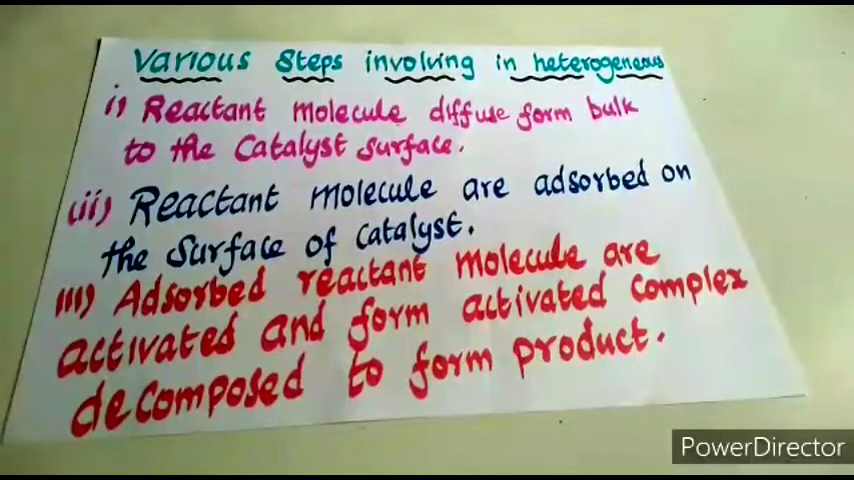 Various Steps involving in heterogeneous
i) Reactant molecule diffuse form bulk
to the Catalyst Surface.
(ii) Reactant molecule are adsorbed on
the Surface of Catalyst.
III) Adsorbed reactant molecule are
activated and form activated Complex
decomposed to form product.
PowerDirector